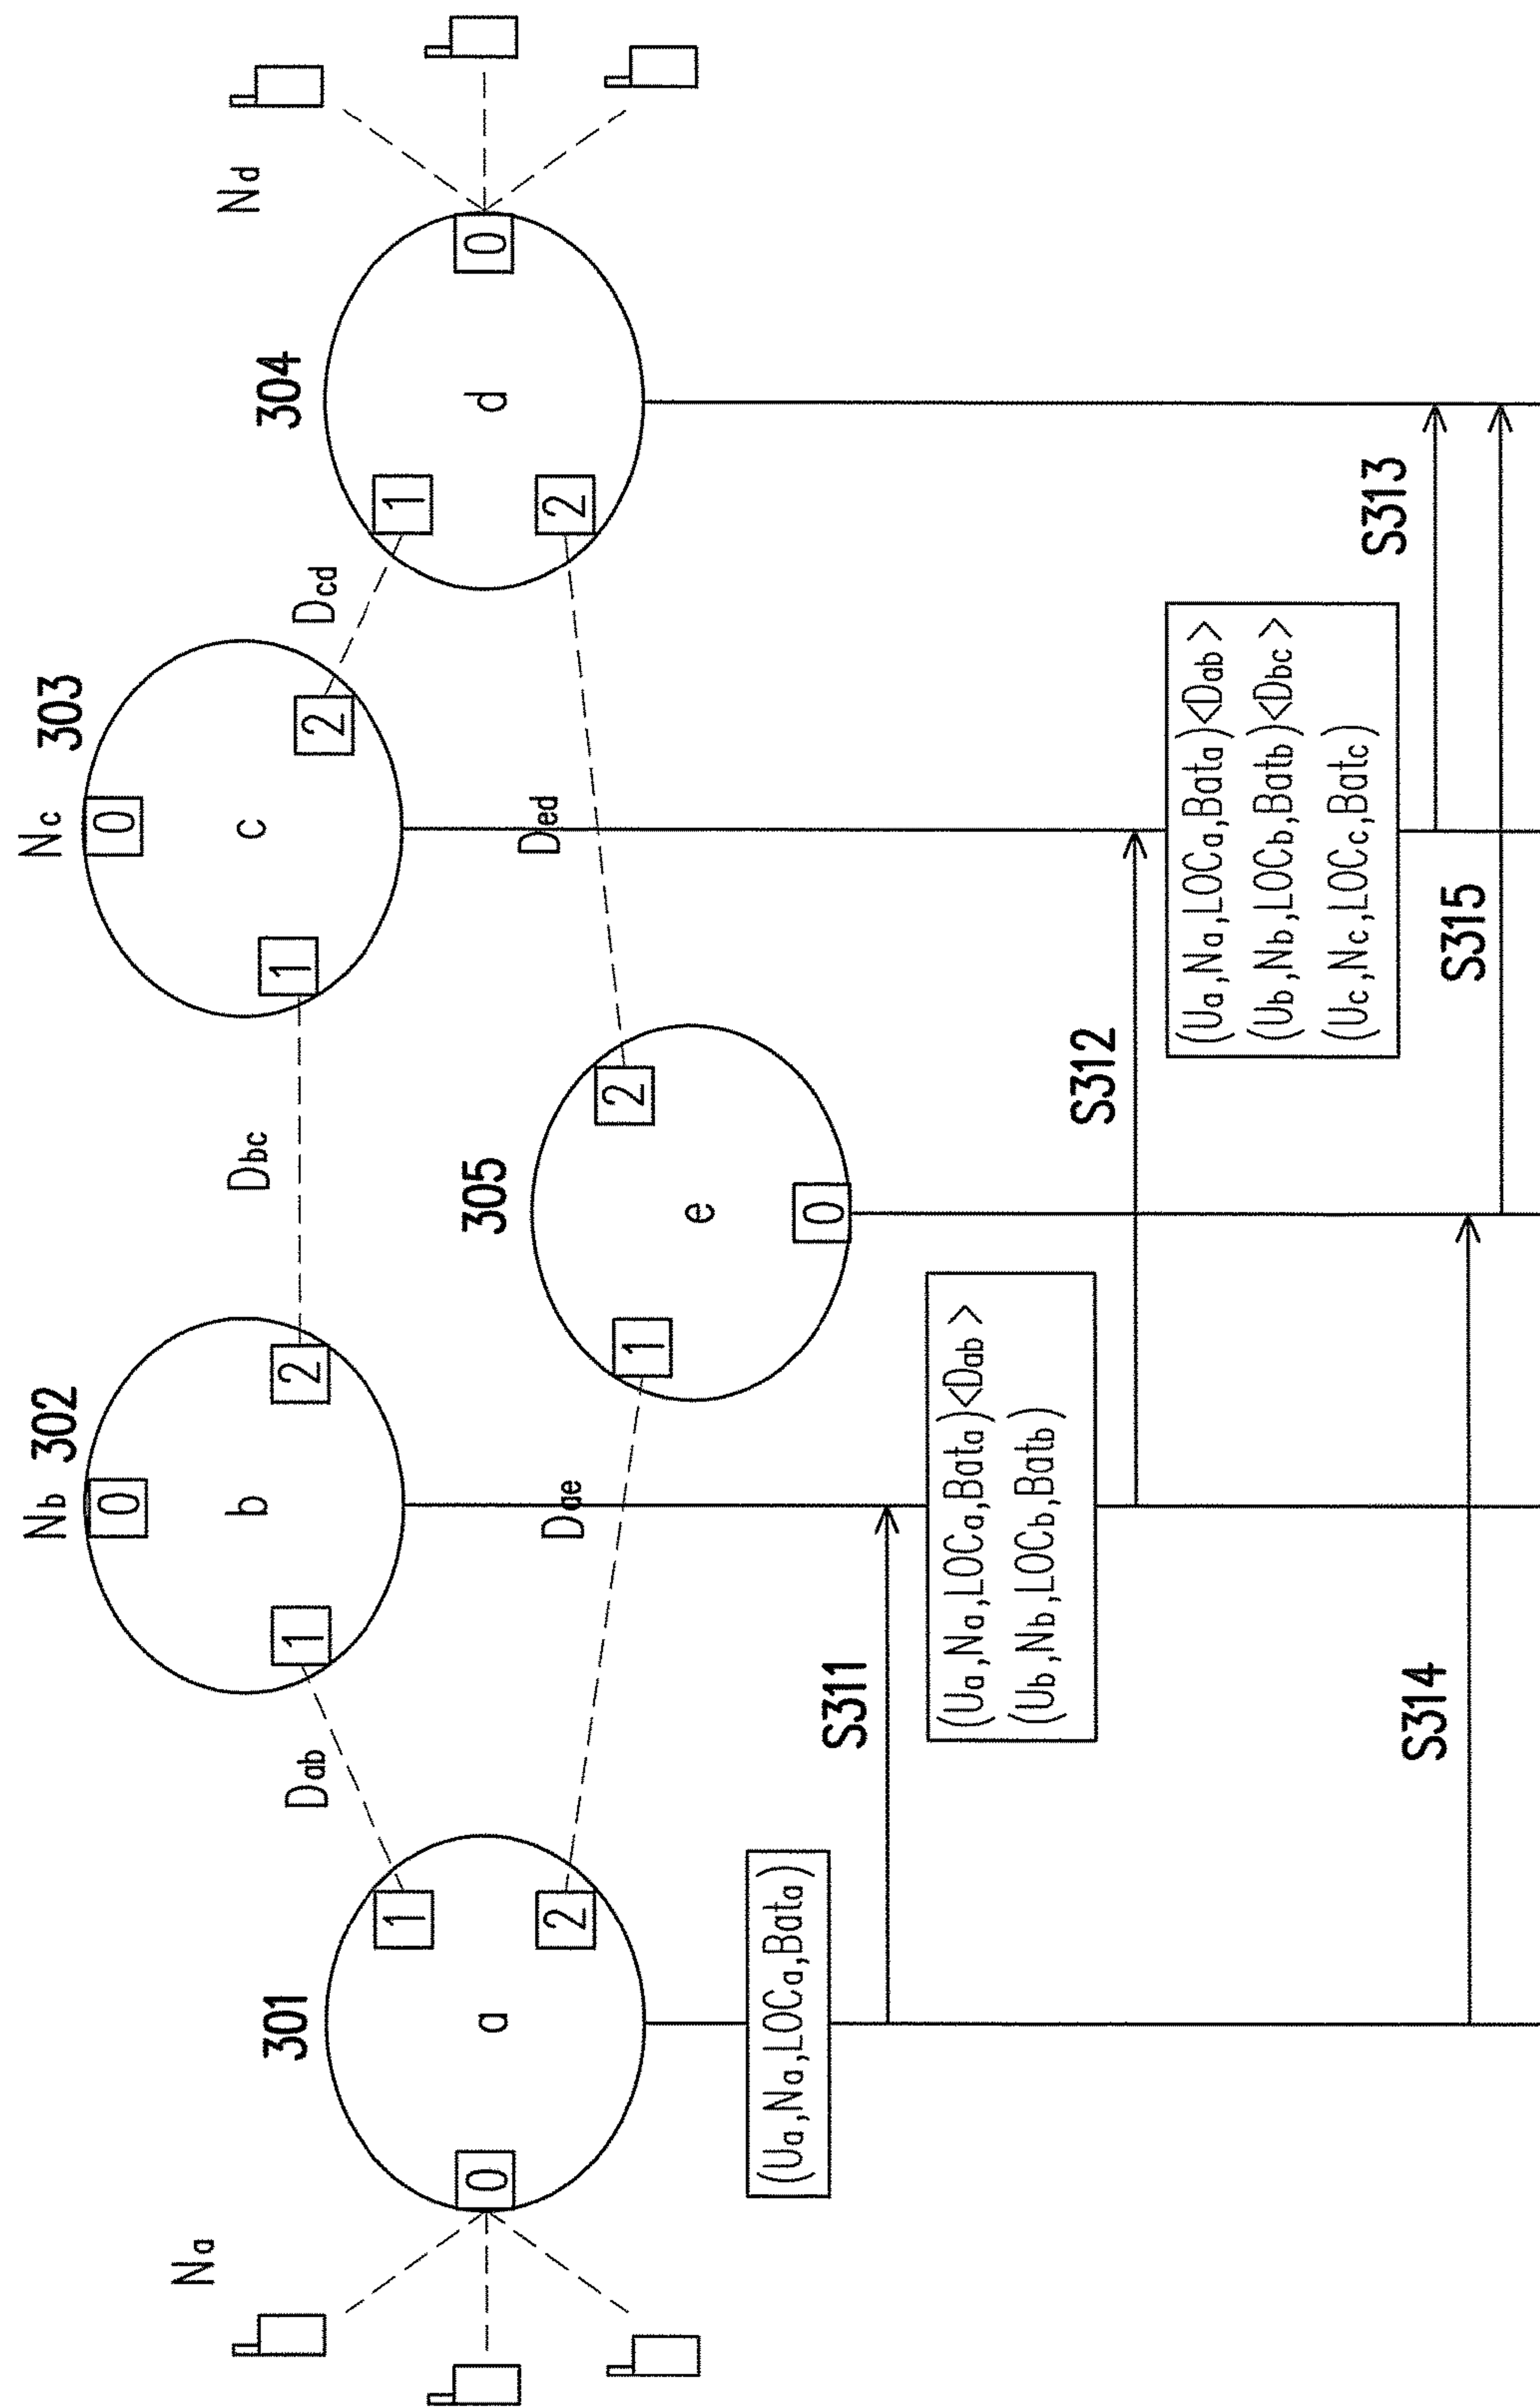 Nb 302
Nc 303
0
0
b
c
1
2
1
2
Dab
Dbc
Dcd
Na
301
304
Nd
0
a
1
2
1
2
d
0
305
1
e
2
0
Dae
Ded
(Ua,Na,LOCa,Bata)
S311
(Ua,Na,LOCa,Bata)<Dab>
(Ub,Nb,LOCb,Batb)
S312
(Ua,Na,LOCa,Bata)<Dab>
(Ub,Nb,LOCb,Batb)<Dbc>
(Uc,Nc,LOCc,Batc)
S313
S314
S315